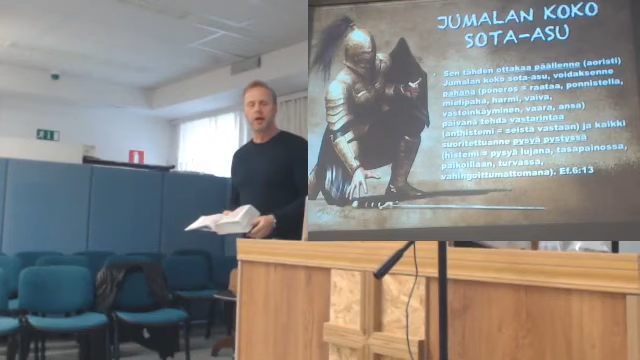 JUMALAN KOKO
SOTA-ASU
Sen tähden ottakaa päällenne (aoristi)
Jumalan koko sota-asu, voidaksenne
pahana (poneros = raataa, ponnistella,
mielipaha, harmi, vaiva,
vastoinkäyminen, vaara, ansa)
päivänä tehdä vastarintaa
(anthistemi = seistä vastaan) ja kaikki
suoritettuanne pysyä pystyssä
(histemi = pysyä lujana, tasapainossa,
paikoillaan, turvassa,
vahingoittumattomana). Ef.6:13